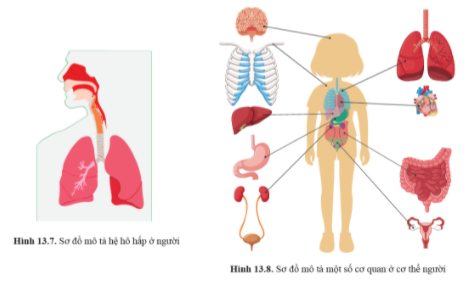 Hình 13.7. Sơ đồ mô tả hệ hô hấp ở người
Hình 13.8. Sơ đồ mô tả một số cơ quan ở cơ thể người